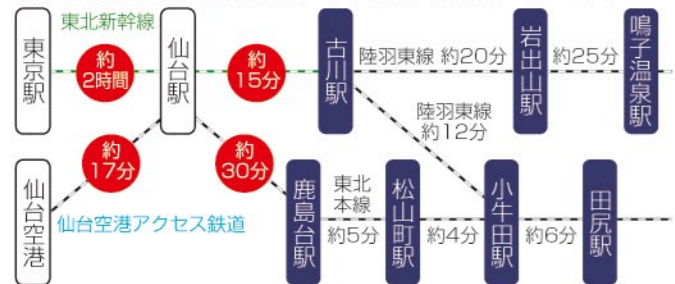 東北新幹線
東京駅
約
2時間
仙台駅
約
15分
古川駅
陸羽東線 約20分
岩出山駅
約25分
鳴子温泉駅
陸羽東線
約12分
約
17分
約
30分
仙台空港
仙台空港アクセス鉄道
鹿島台駅
東北
本線
約5分
松山町駅
約4分
小牛田駅
約6分
田尻駅